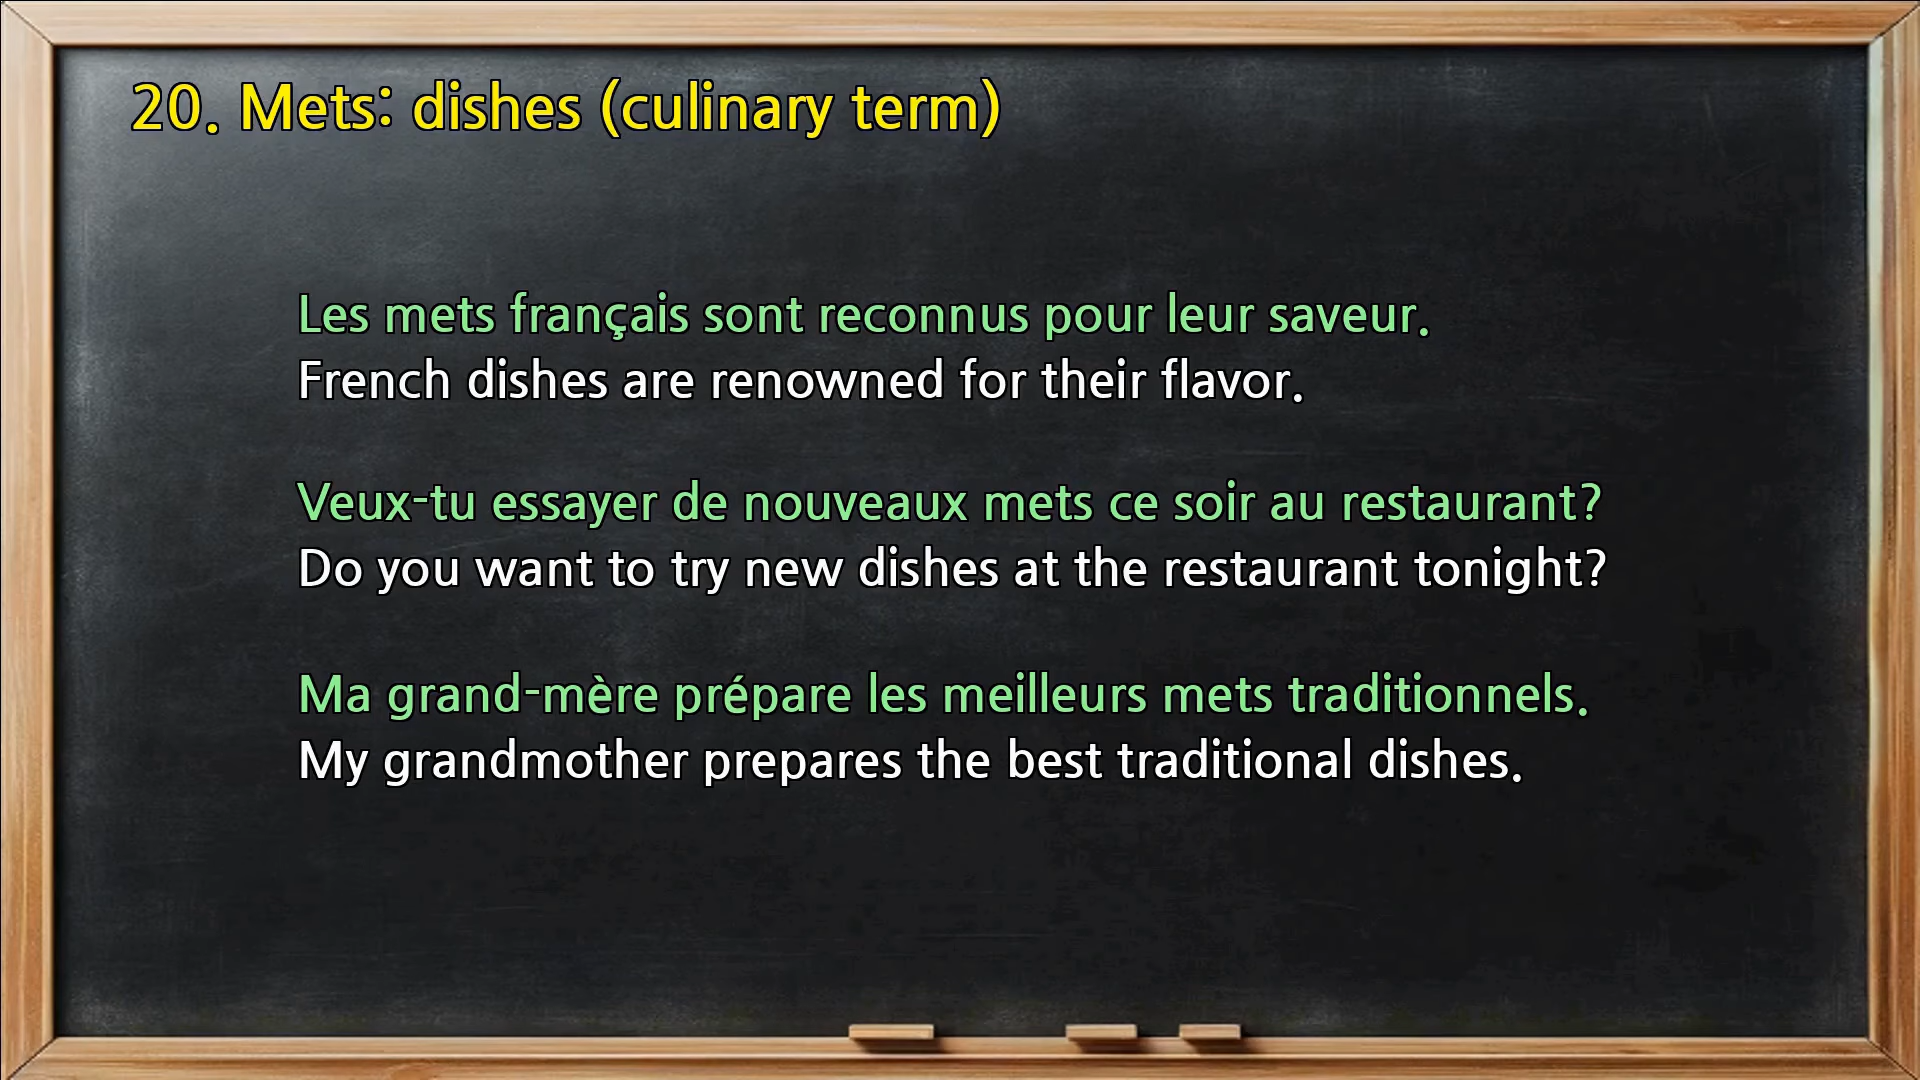 20. Mets: dishes (culinary term)
Les mets français sont reconnus pour leur saveur.
French dishes are renowned for their flavor.
Veux-tu essayer de nouveaux mets ce soir au restaurant?
Do you want to try new dishes at the restaurant tonight?
Ma grand-mère prépare les meilleurs mets traditionnels.
My grandmother prepares the best traditional dishes.